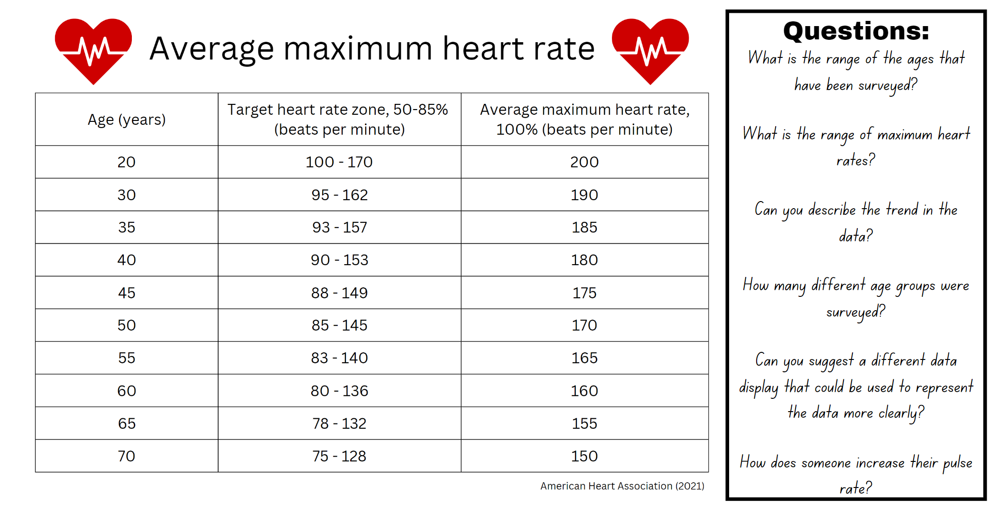 Average maximum heart rate
Age (years)
Target heart rate zone, 50-85%
(beats per minute)
Average maximum heart rate,
100% (beats per minute)
20 100 - 170 200
30 95 - 162 190
35 93 - 157 185
40 90 - 153 180
45 88 - 149 175
50 85 - 145 170
55 83 - 140 165
60 80 - 136 160
65 78 - 132 155
70 75 - 128 150
American Heart Association (2021)
Questions:
What is the range of the ages that
have been surveyed?
What is the range of maximum heart
rates?
Can you describe the trend in the
data?
How many different age groups were
surveyed?
Can you suggest a different data
display that could be used to represent
the data more clearly?
How does someone increase their pulse
rate?